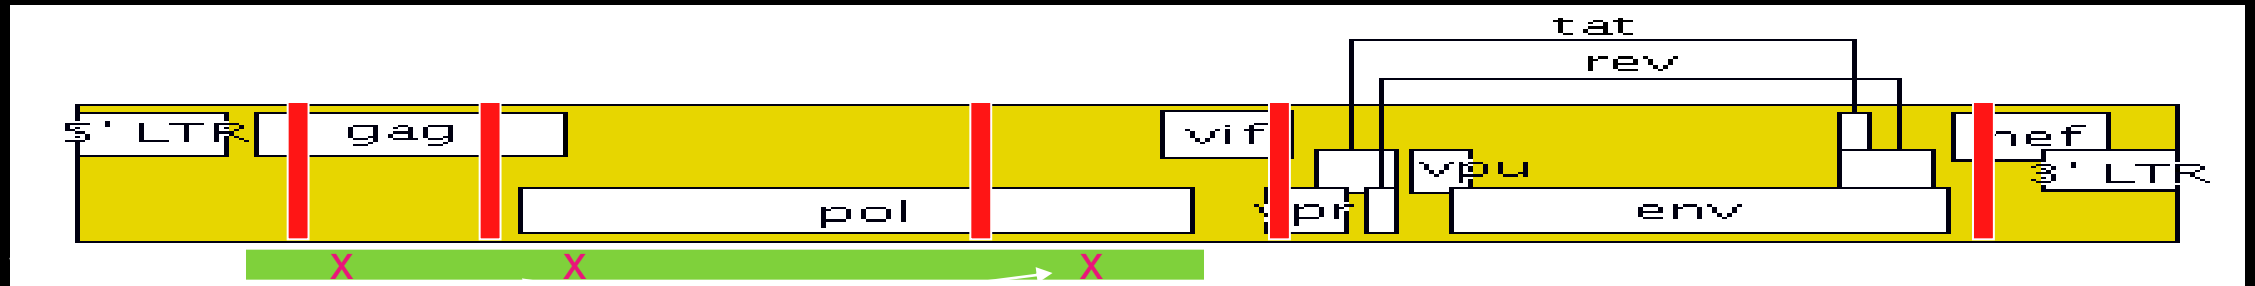 tat
rev
5' LTR gag vif nef
vpu 3' LTR
pol vpr env
X X X